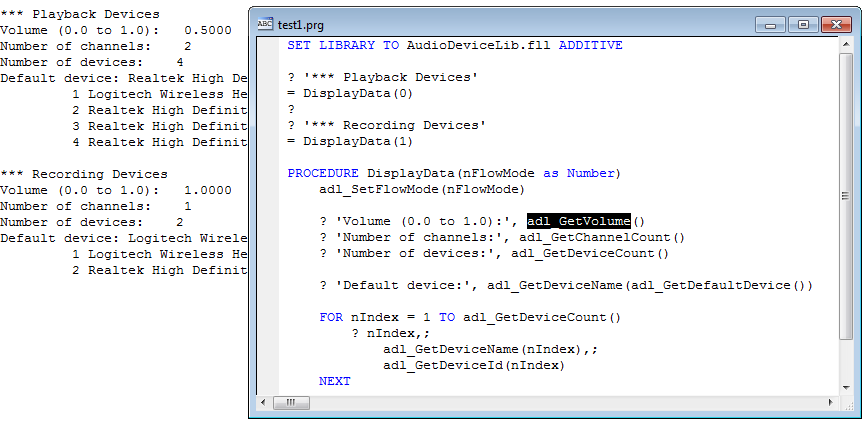 *** Playback Devices
Volume (0.0 to 1.0):   0.5000
Number of channels:    2
Number of devices:    4
Default device: Realtek High De
1 Logitech Wireless He
2 Realtek High Definit
3 Realtek High Definit
4 Realtek High Definit
*** Recording Devices
Volume (0.0 to 1.0):   1.0000
Number of channels:    1
Number of devices:    2
Default device: Logitech Wirele
1 Logitech Wireless He
2 Realtek High Definit
ABC test1.prg
SET LIBRARY TO AudioDeviceLib.fll ADDITIVE
? '*** Playback Devices'
= DisplayData(0)
?
? '*** Recording Devices'
= DisplayData(1)
PROCEDURE DisplayData(nFlowMode as Number)
adl_SetFlowMode(nFlowMode)
? 'Volume (0.0 to 1.0):', adl_GetVolume()
? 'Number of channels:', adl_GetChannelCount()
? 'Number of devices:', adl_GetDeviceCount()
? 'Default device:', adl_GetDeviceName(adl_GetDefaultDevice())
FOR nIndex = 1 TO adl_GetDeviceCount()
? nIndex,;
adl_GetDeviceName(nIndex),;
adl_GetDeviceId(nIndex)
NEXT